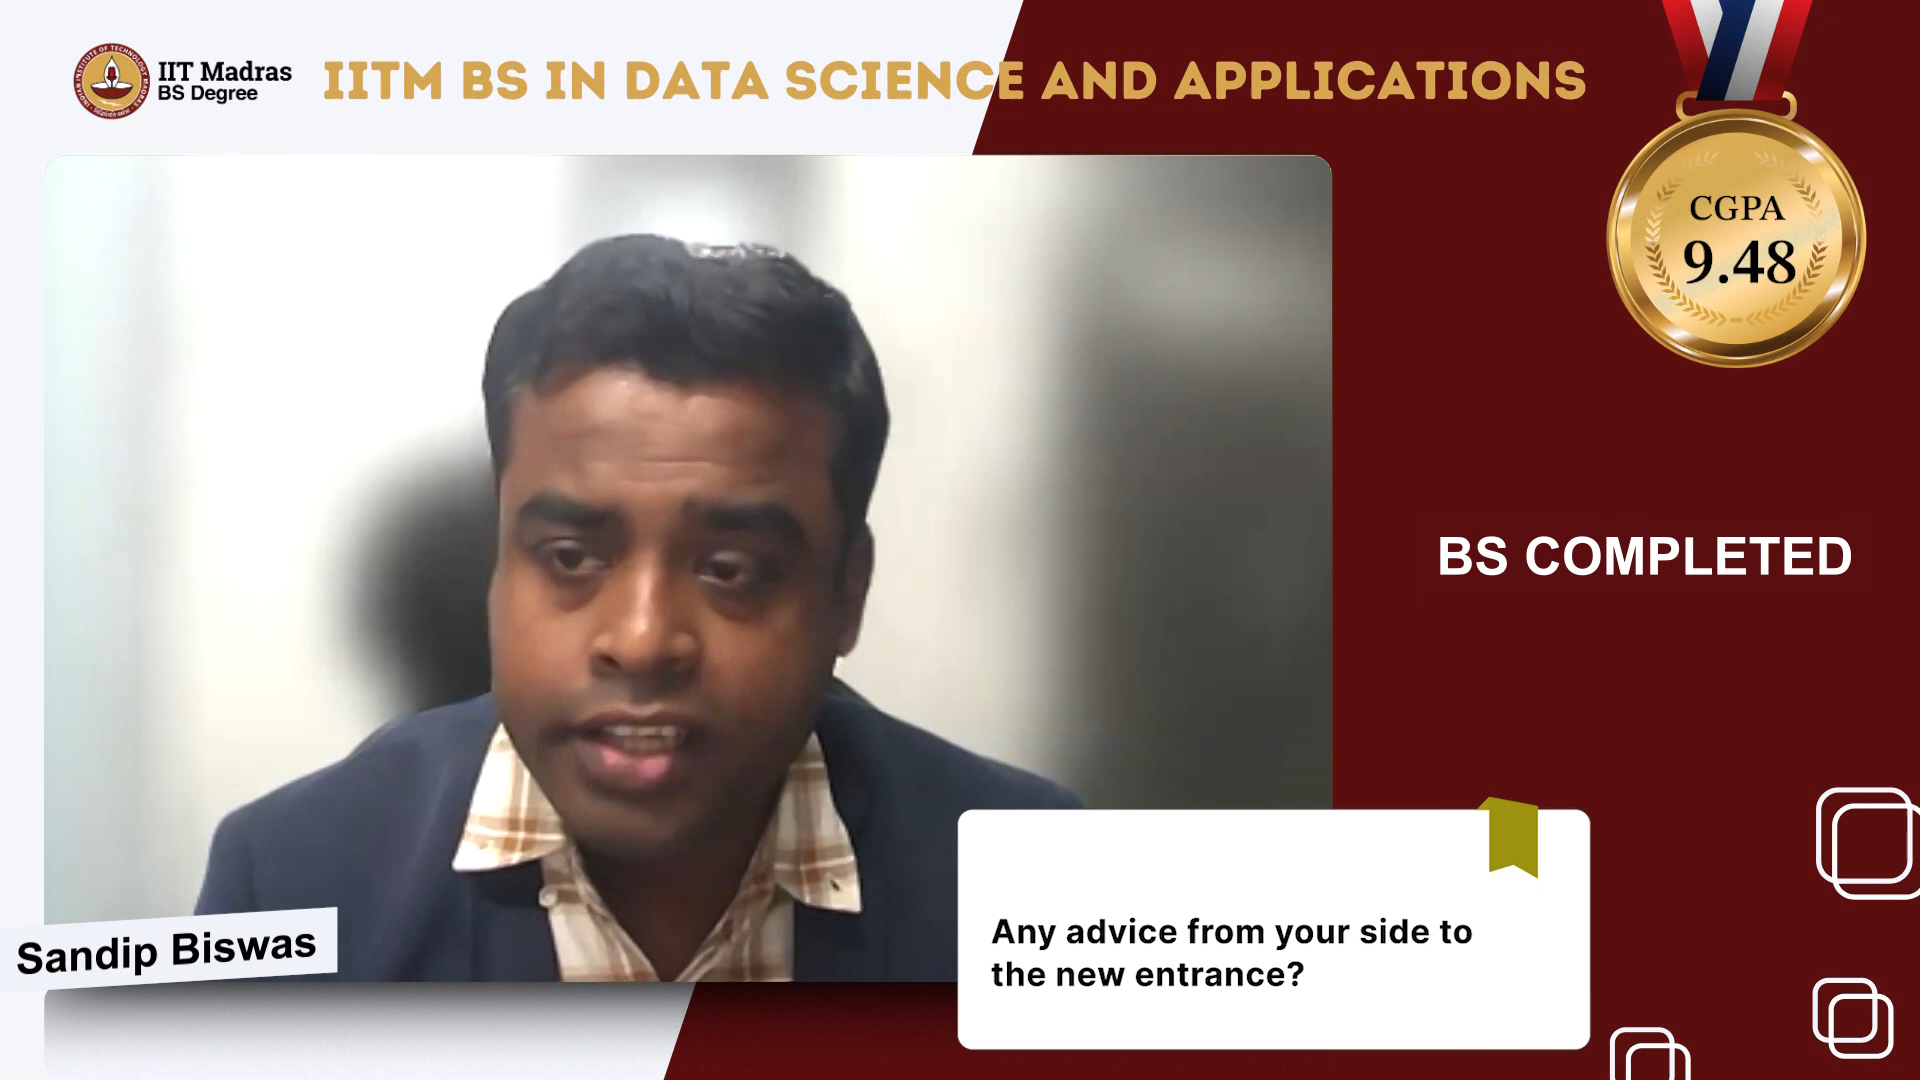 IIT Madras
BS Degree
IITM BS IN DATA SCIENCE AND APPLICATIONS
CGPA
9.48
BS COMPLETED
Sandip Biswas
Any advice from your side to
the new entrance?